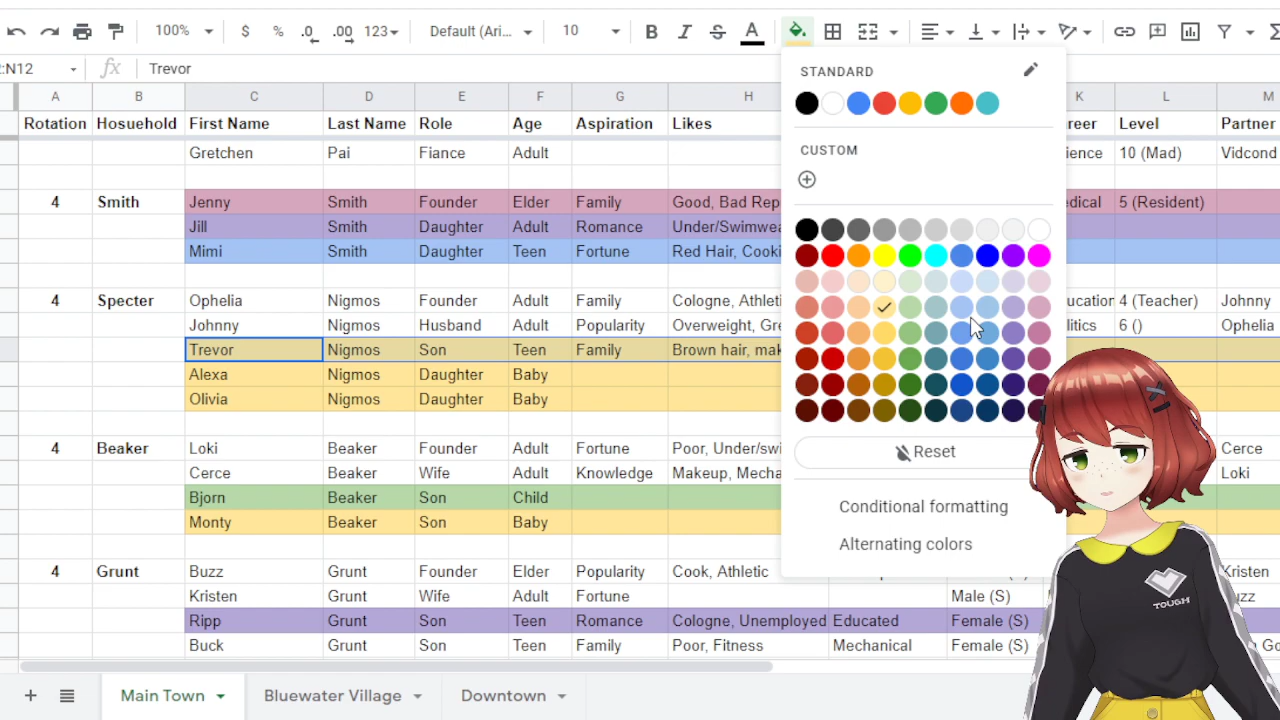 100% $ % .0 .00 123 Default (Ari... 10 B I S A
:N12 fx Trevor
A B C D E F G H K L M
Rotation Hosuehold First Name Last Name Role Age Aspiration Likes Level Partner
Gretchen Pai Fiance Adult 10 (Mad) Vidcond
4 Smith Jenny Smith Founder Elder Family Good, Bad Rep 5 (Resident)
Jill Smith Daughter Adult Romance Under/Swimwea
Mimi Smith Daughter Teen Fortune Red Hair, Cooki
4 Specter Ophelia Nigmos Founder Adult Family Cologne, Athleti 4 (Teacher) Johnny
Johnny Nigmos Husband Adult Popularity Overweight, Gre 6 () Ophelia
Trevor Nigmos Son Teen Family Brown hair, mak
Alexa Nigmos Daughter Baby
Olivia Nigmos Daughter Baby
4 Beaker Loki Beaker Founder Adult Fortune Poor, Under/swi Cerce
Cerce Beaker Wife Adult Knowledge Makeup, Mecha Loki
Bjorn Beaker Son Child
Monty Beaker Son Baby
4 Grunt Buzz Grunt Founder Elder Popularity Cook, Athletic Kristen
Kristen Grunt Wife Adult Fortune Male (S)
Ripp Grunt Son Teen Romance Cologne, Unemployed Educated Female (S)
Buck Grunt Son Teen Family Poor, Fitness Mechanical Female (S)
STANDARD
CUSTOM
Reset
Conditional formatting
Alternating colors
TOUGH
Main Town Bluewater Village Downtown